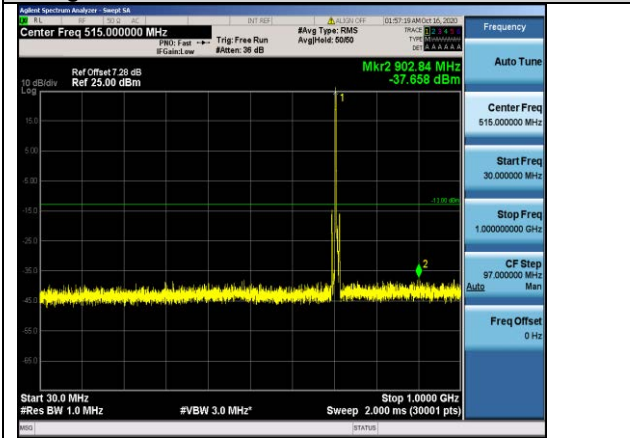 Agilent Spectrum Analyzer - Swept SA
RL RF 50 Ω AC INT REF ALIGN OFF 01:57:19 AM Oct 16, 2020
Center Freq 515.000000 MHz
PNO: Fast
IFGain:Low
Trig: Free Run
#Atten: 36 dB
#Avg Type: RMS
Avg|Hold: 50/50
TRACE 1 2 3 4 5 6
TYPE
DET A A A A A A
Mkr2 902.84 MHz
-37.658 dBm
Ref Offset 7.28 dB
10 dB/div Ref 25.00 dBm
Log
1
15.0
5.00
-5.00
-13.00 dBm
-15.0
-25.0
2
-35.0
-45.0
-55.0
-65.0
Start 30.0 MHz Stop 1.0000 GHz
#Res BW 1.0 MHz #VBW 3.0 MHz* Sweep 2.000 ms (30001 pts)
MSG STATUS
Frequency
Auto Tune
Center Freq
515.000000 MHz
Start Freq
30.000000 MHz
Stop Freq
1.000000000 GHz
CF Step
97.000000 MHz
Auto Man
Freq Offset
0 Hz